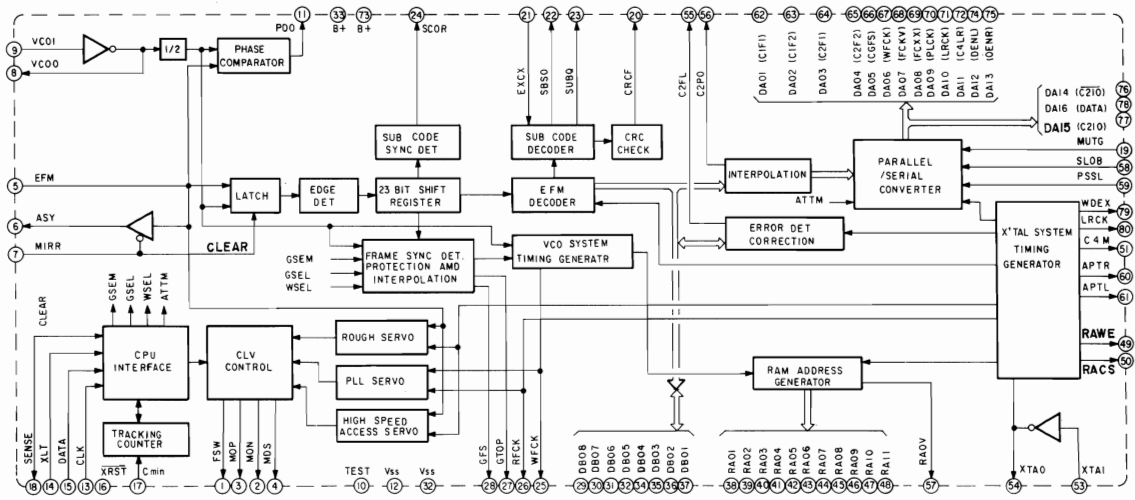 11 33 73 24 21 22 23 20 55 56 62 63 64 65 66 67 68 69 70 71 72 74 75
PDO B+ B+ SCOR
EXCX SBSO SUBQ CRCF C2FL C2PO
DA01 (C1F1) DA02 (C1F2) DA03 (C2F1) DA04 (C2F2) DA05 (CGFS) DA06 (WFCK) DA07 (FCKV) DA08 (FCXX) DA09 (PLCK) DA10 (LRCK) DA11 (C4LR) DA12 (DENL) DA13 (DENR)
9 VCOI
8 VCOO
1/2
PHASE
COMPARATOR
DA14 (C210) 76
DA16 (DATA) 78
DA15 (C210) 77
MUTG 19
SLOB 58
PSSL 59
SUB CODE
SYNC DET
SUB CODE
DECODER
CRC
CHECK
INTERPOLATION
PARALLEL
/SERIAL
CONVERTER
ATTM
5 EFM
6 ASY
7 MIRR
LATCH
CLEAR
EDGE
DET
23 BIT SHIFT
REGISTER
EFM
DECODER
ERROR DET
CORRECTION
X'TAL SYSTEM
TIMING
GENERATOR
WDEX 79
LRCK 80
C4M 51
APTR 60
APTL 61
RAWE 49
RACS 50
GSEM
GSEL
WSEL
FRAME SYNC DET.
PROTECTION AMD
INTERPOLATION
VCO SYSTEM
TIMING GENERATR
GSEM GSEL WSEL ATTM
CLEAR
CPU
INTERFACE
CLV
CONTROL
ROUGH SERVO
PLL SERVO
HIGH SPEED
ACCESS SERVO
RAM ADDRESS
GENERATOR
TRACKING
COUNTER
SENSE XLT DATA CLK XRST Cmin
FSW MOP MON MDS
TEST Vss Vss
GFS GTOP RFCK WFCK
DB08 DB07 DB06 DB05 DB04 DB03 DB02 DB01
RA01 RA02 RA03 RA04 RA05 RA06 RA07 RA08 RA09 RA10 RA11
RAOV
XTAO XTAI
18 14 15 13 16 17 1 3 2 4 10 12 32 28 27 26 25 29 30 31 32 34 35 36 37 38 39 40 41 42 43 44 45 46 47 48 57 54 53